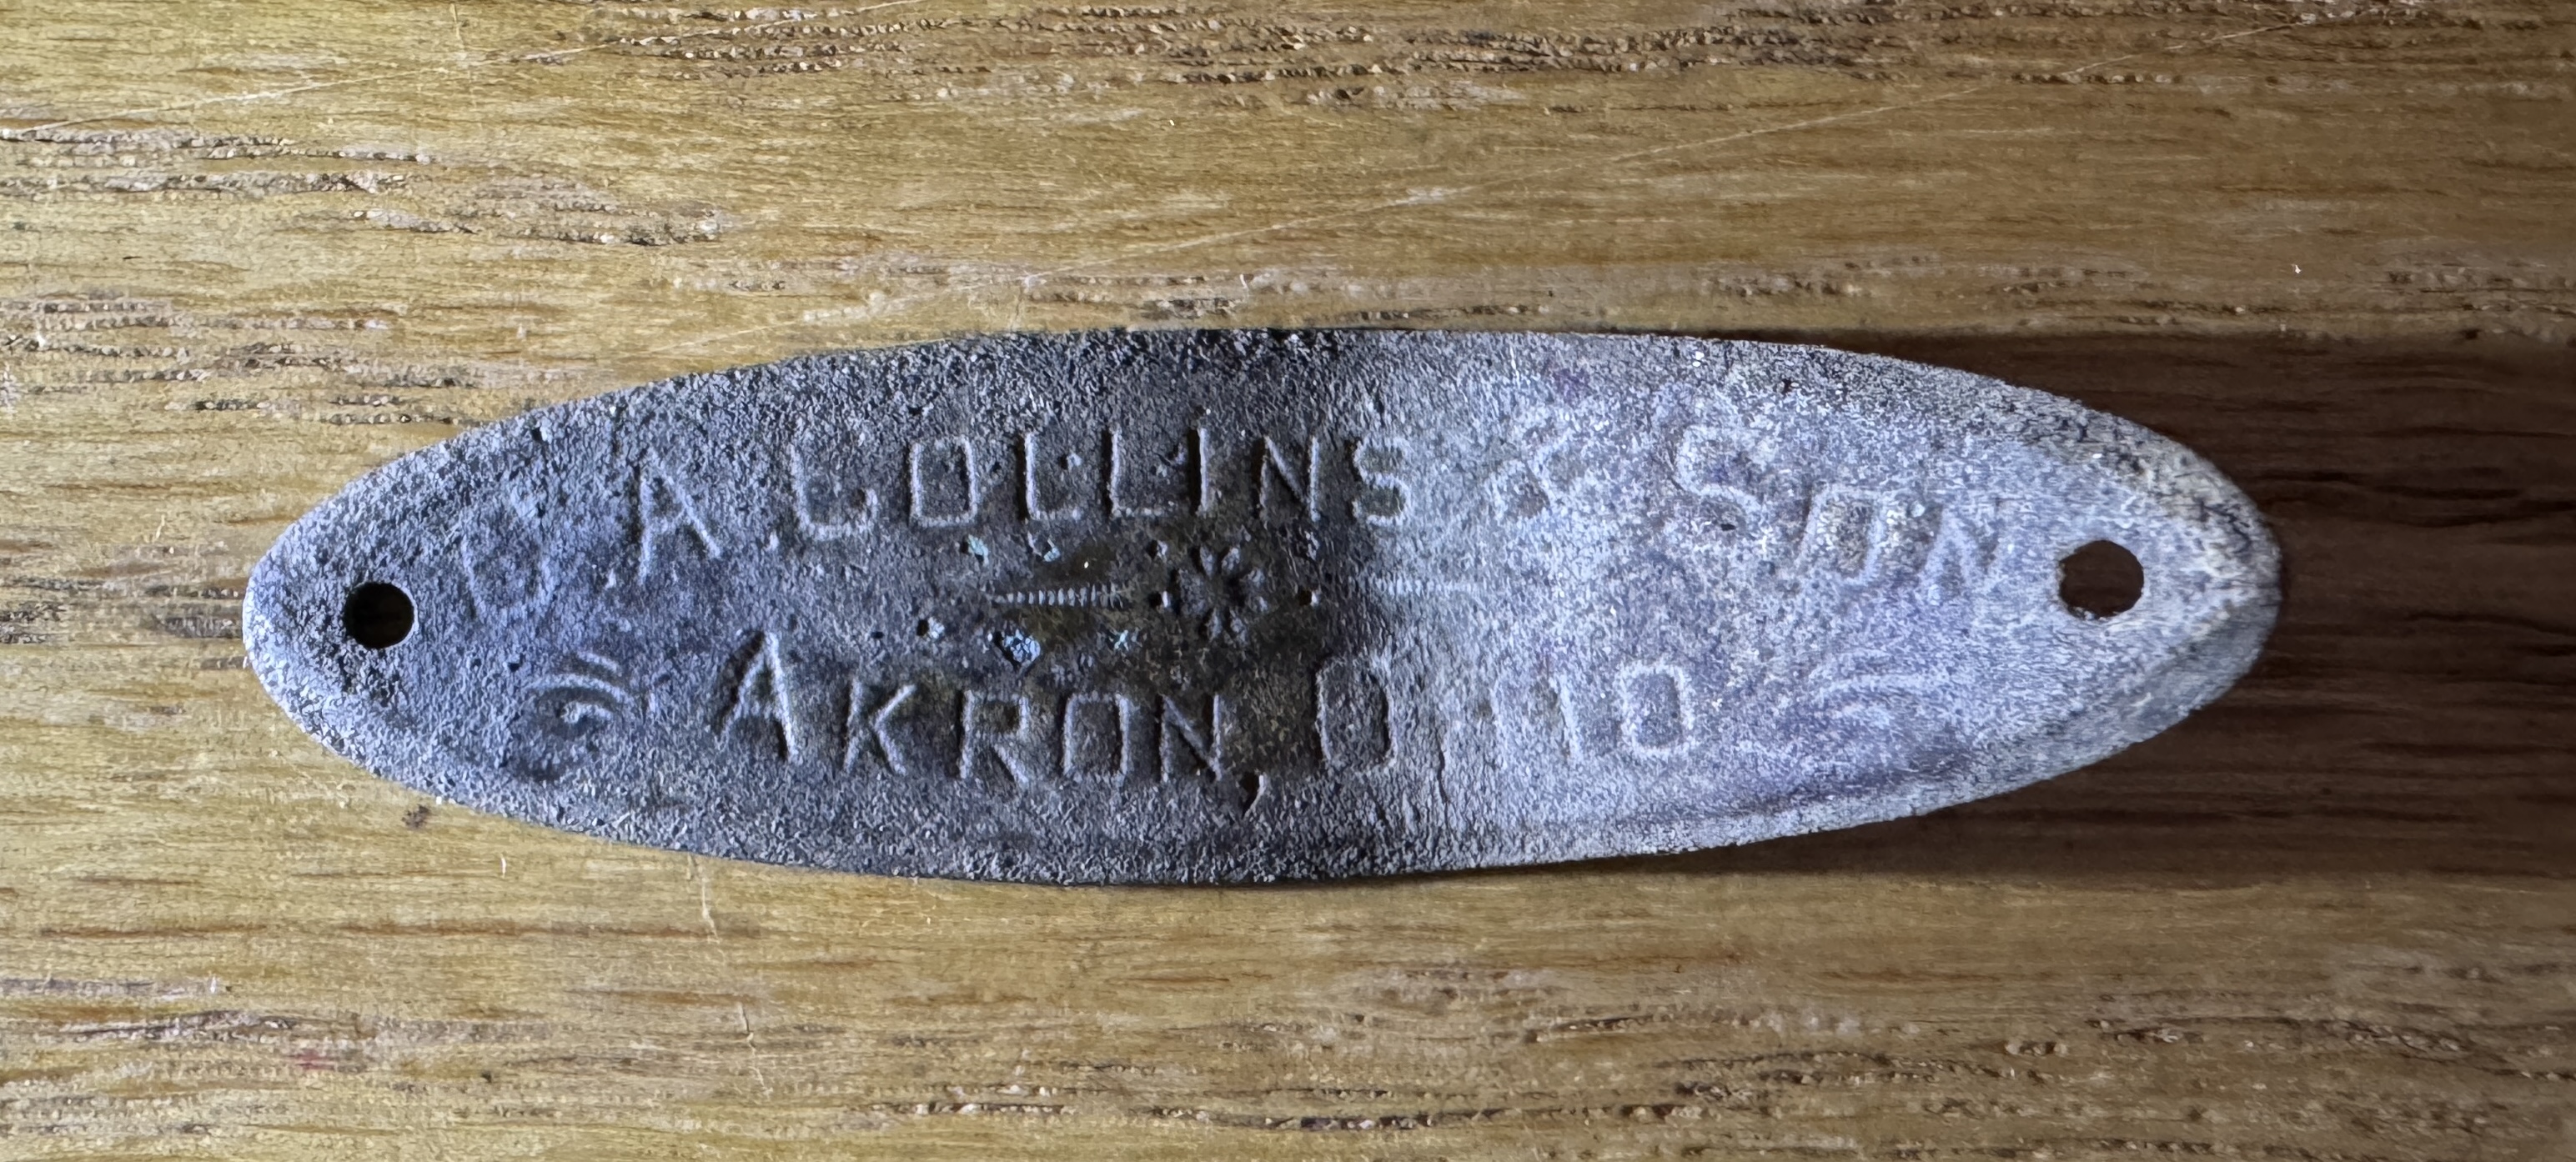 C. A. COLLINS & SON
AKRON, OHIO